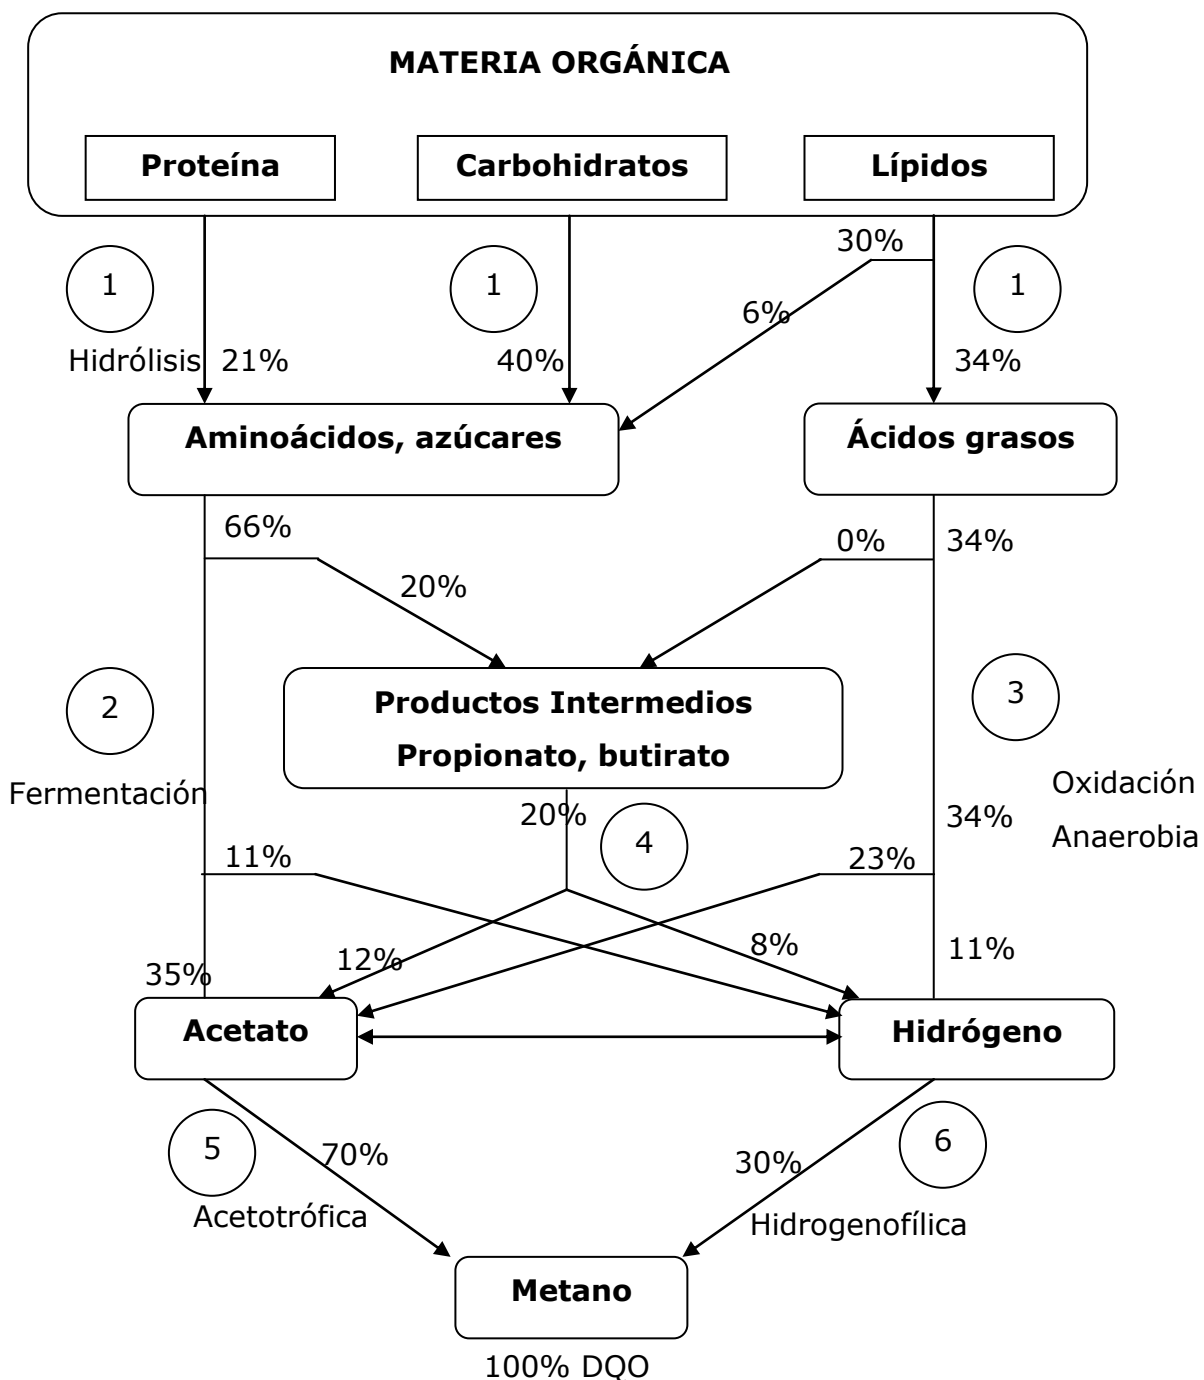 MATERIA ORGÁNICA
Proteína
Carbohidratos
Lípidos
30%
1
1
1
6%
Hidrólisis
21%
40%
34%
Aminoácidos, azúcares
Ácidos grasos
66%
0%
34%
20%
2
Productos Intermedios
Propionato, butirato
3
Fermentación
Oxidación
Anaerobia
20%
4
34%
11%
23%
35%
12%
8%
11%
Acetato
Hidrógeno
5
70%
30%
6
Acetotrófica
Hidrogenofílica
Metano
100% DQO